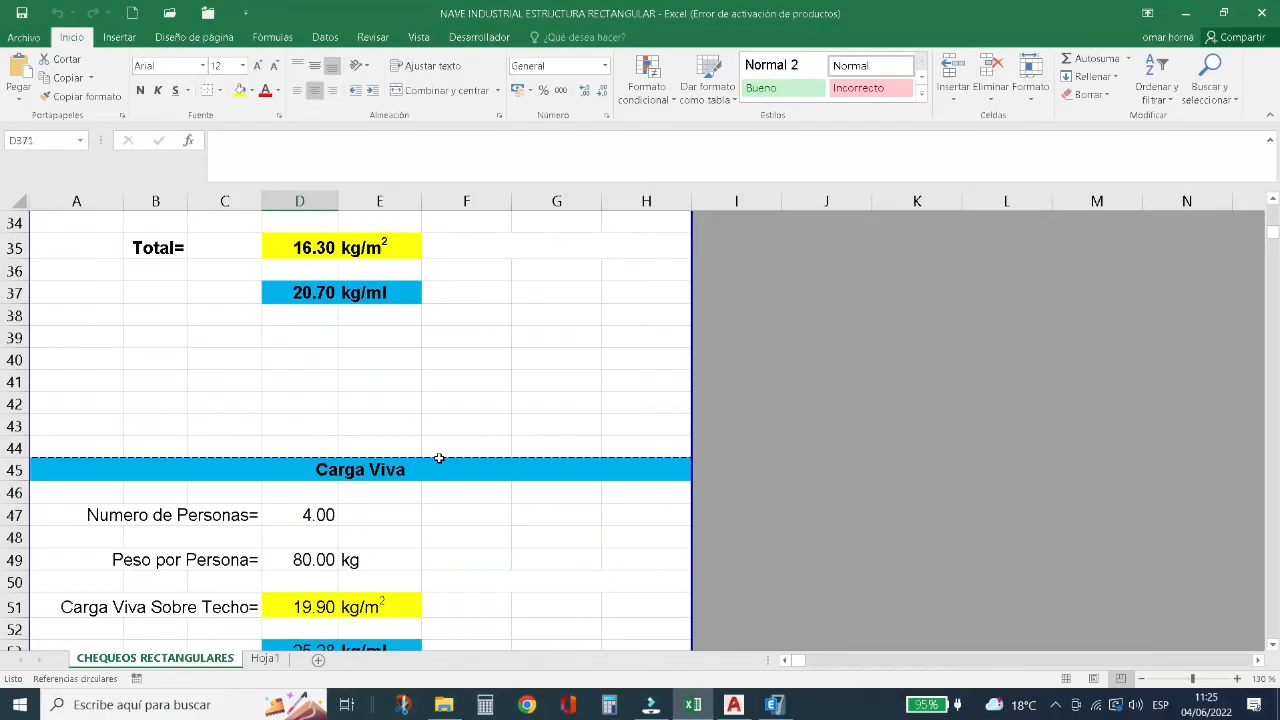 NAVE INDUSTRIAL ESTRUCTURA RECTANGULAR - Excel (Error de activación de productos)
Archivo Inicio Insertar Diseño de página Fórmulas Datos Revisar Vista Desarrollador ¿Qué desea hacer? omar horna Compartir
Pegar Cortar Copiar Copiar formato Portapapeles
Arial 12 N K S Fuente
Ajustar texto Combinar y centrar Alineación
General % 000 Número
Formato condicional Dar formato como tabla Normal 2 Normal Bueno Incorrecto Estilos
Insertar Eliminar Formato Celdas
Autosuma Rellenar Borrar Ordenar y filtrar Buscar y seleccionar Modificar
D371 fx
A B C D E F G H I J K L M N
34
35 Total= 16.30 kg/m²
36
37 20.70 kg/ml
38
39
40
41
42
43
44
45 Carga Viva
46
47 Numero de Personas= 4.00
48
49 Peso por Persona= 80.00 kg
50
51 Carga Viva Sobre Techo= 19.90 kg/m²
52
25.28 kg/ml
CHEQUEOS RECTANGULARES Hoja1
Listo Referencias circulares 130 %
Escribe aquí para buscar 95% 18°C ESP 11:25
04/06/2022